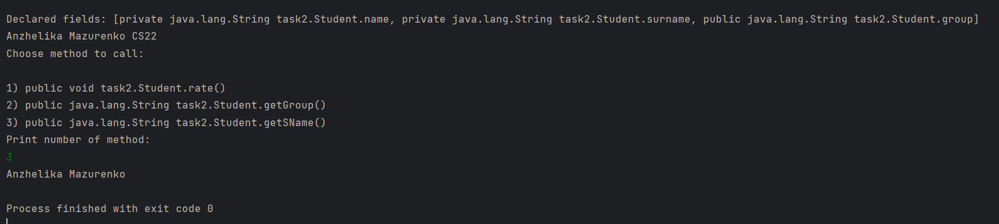 Declared fields: [private java.lang.String task2.Student.name, private java.lang.String task2.Student.surname, public java.lang.String task2.Student.group]
Anzhelika Mazurenko CS22
Choose method to call:
1) public void task2.Student.rate()
2) public java.lang.String task2.Student.getGroup()
3) public java.lang.String task2.Student.getSName()
Print number of method:
3
Anzhelika Mazurenko
Process finished with exit code 0